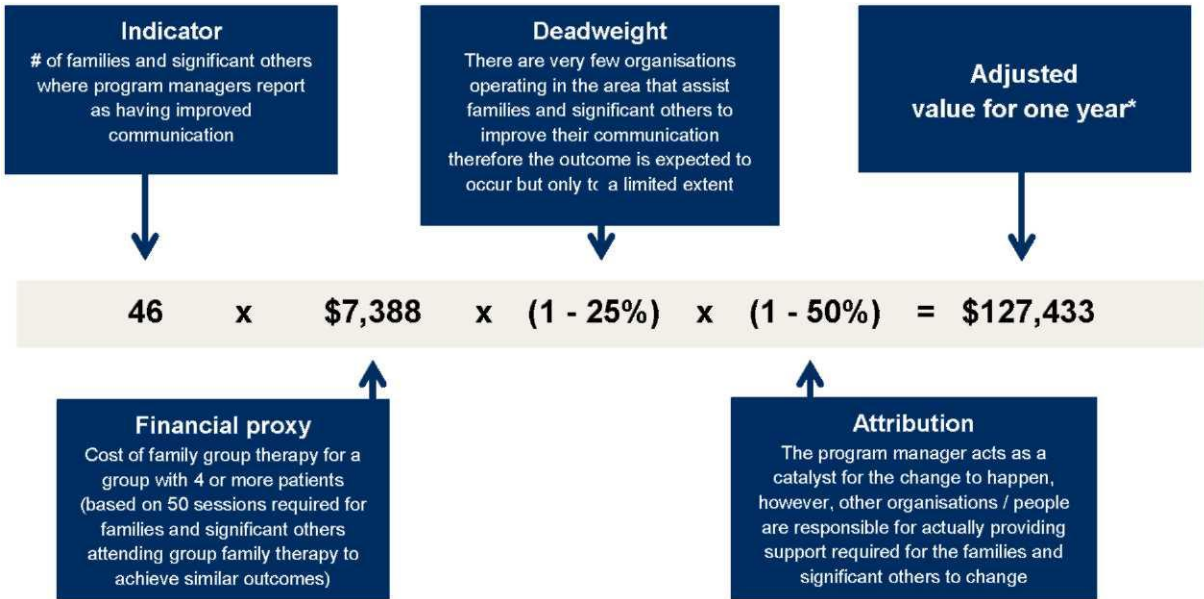 Indicator
# of families and significant others
where program managers report
as having improved
communication
Deadweight
There are very few organisations
operating in the area that assist
families and significant others to
improve their communication
therefore the outcome is expected to
occur but only to a limited extent
Adjusted
value for one year*
46 x $7,388 x (1 - 25%) x (1 - 50%) = $127,433
Financial proxy
Cost of family group therapy for a
group with 4 or more patients
(based on 50 sessions required for
families and significant others
attending group family therapy to
achieve similar outcomes)
Attribution
The program manager acts as a
catalyst for the change to happen,
however, other organisations / people
are responsible for actually providing
support required for the families and
significant others to change